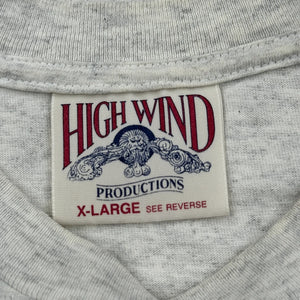 HIGH WIND
PRODUCTIONS
X-LARGE SEE REVERSE